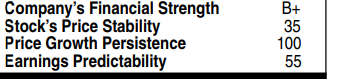 Company's Financial Strength B+
Stock's Price Stability 35
Price Growth Persistence 100
Earnings Predictability 55